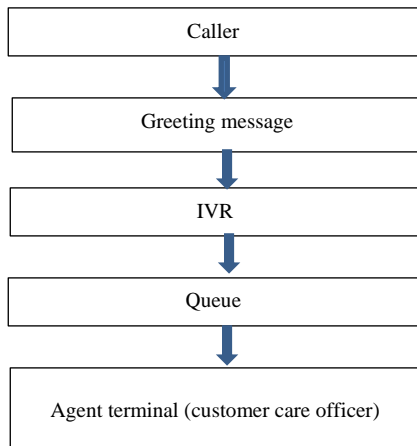 Caller
Greeting message
IVR
Queue
Agent terminal (customer care officer)